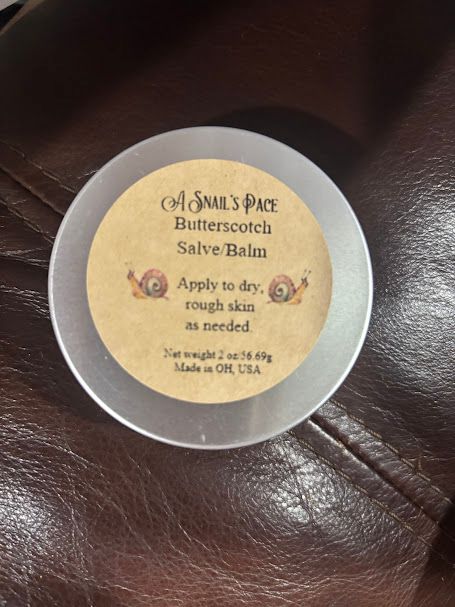 A Snail's Pace
Butterscotch
Salve/Balm
Apply to dry,
rough skin
as needed.
Net weight 2 oz/56.69g
Made in OH, USA